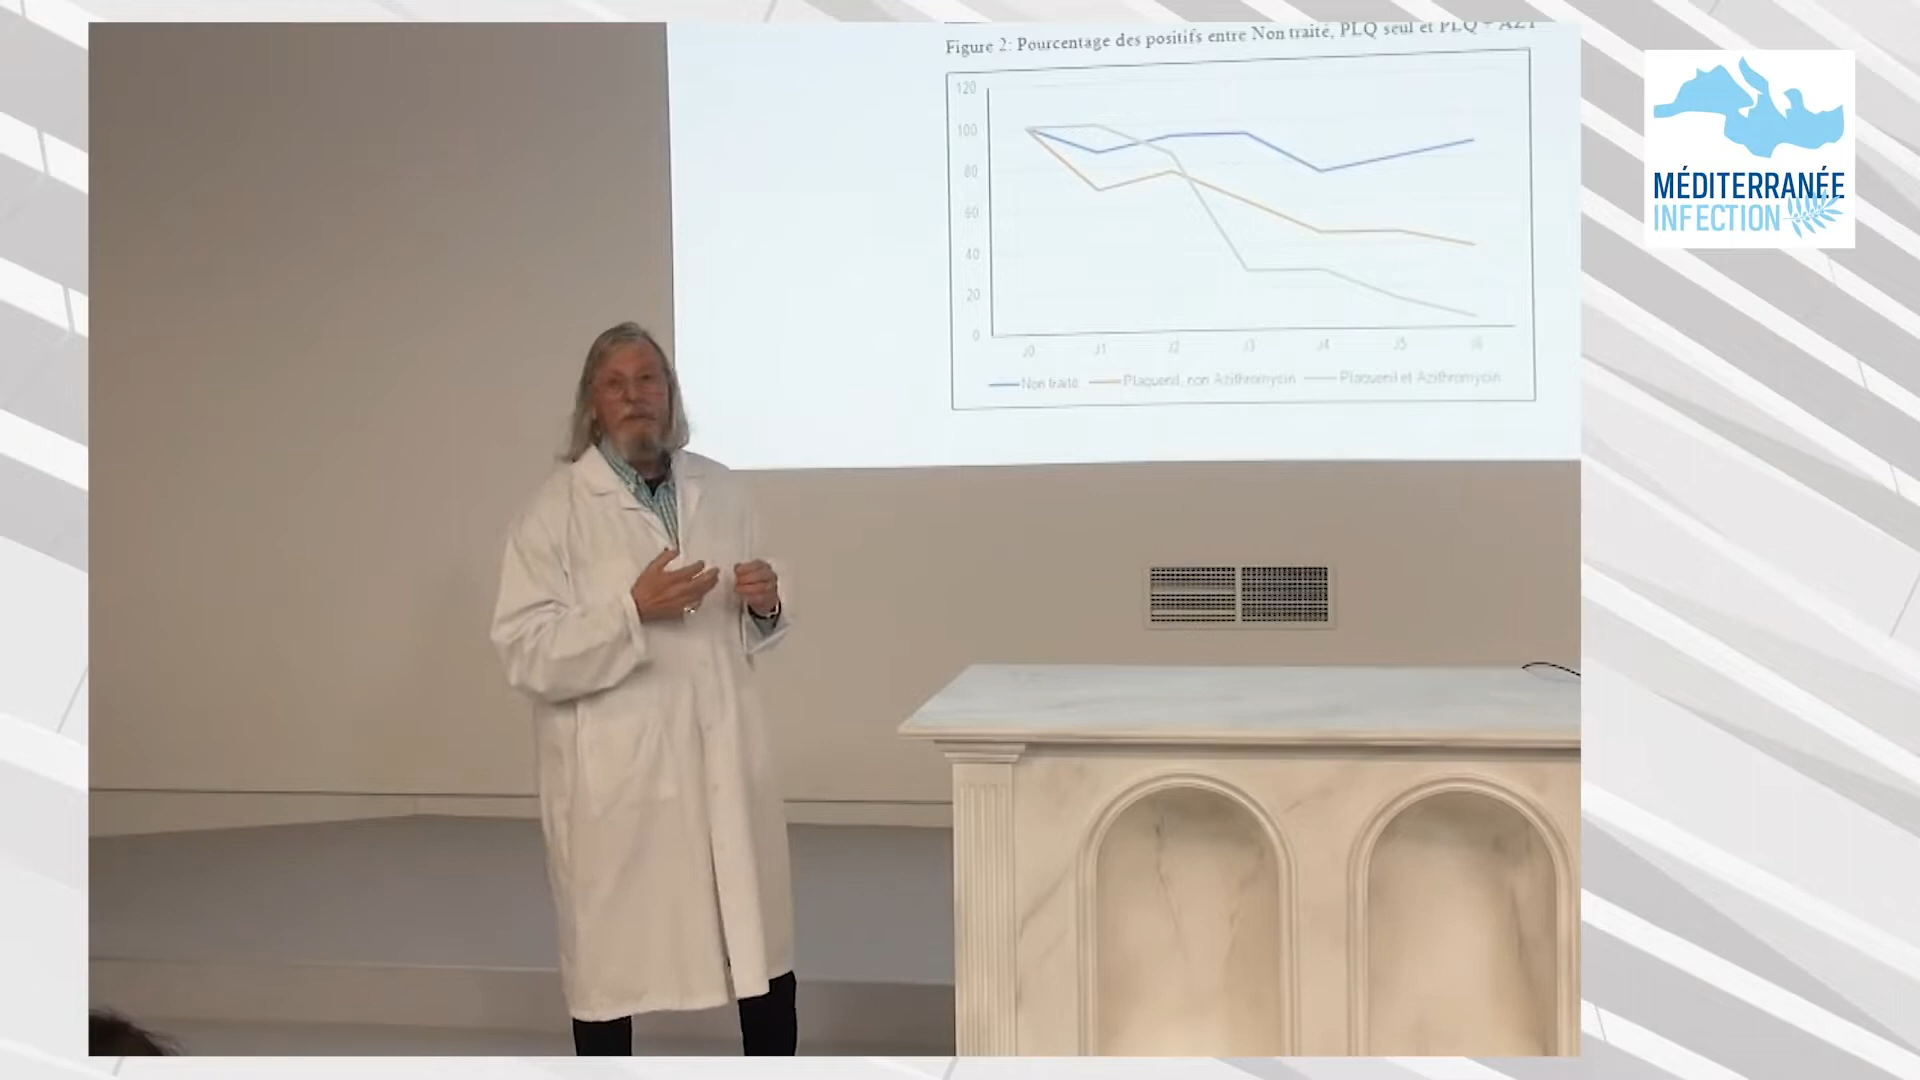 Figure 2: Pourcentage des positifs entre Non traité, PLQ seul et PLQ + AZI
120
100
80
60
40
20
0
J0 J1 J2 J3 J4 J5 J6
Non traité Plaquenil, non Azithromycin Plaquenil et Azithromycin
MÉDITERRANÉE
INFECTION